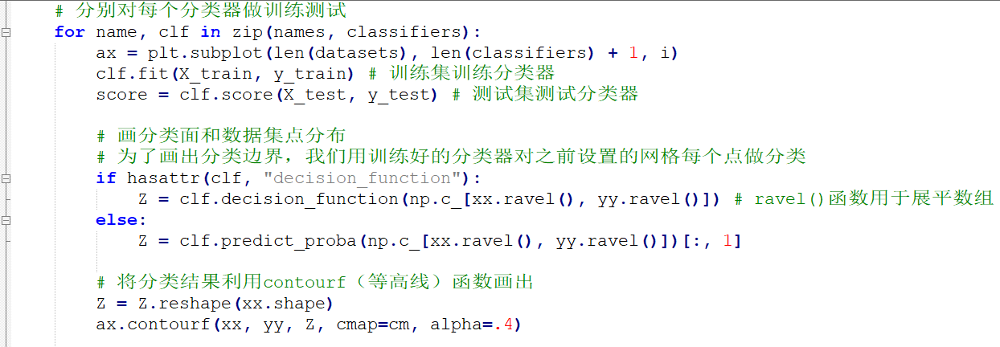 # 分别对每个分类器做训练测试
for name, clf in zip(names, classifiers):
ax = plt.subplot(len(datasets), len(classifiers) + 1, i)
clf.fit(X_train, y_train) # 训练集训练分类器
score = clf.score(X_test, y_test) # 测试集测试分类器
# 画分类面和数据集点分布
# 为了画出分类边界，我们用训练好的分类器对之前设置的网格每个点做分类
if hasattr(clf, "decision_function"):
Z = clf.decision_function(np.c_[xx.ravel(), yy.ravel()]) # ravel()函数用于展平数组
else:
Z = clf.predict_proba(np.c_[xx.ravel(), yy.ravel()])[:, 1]
# 将分类结果利用contourf（等高线）函数画出
Z = Z.reshape(xx.shape)
ax.contourf(xx, yy, Z, cmap=cm, alpha=.4)